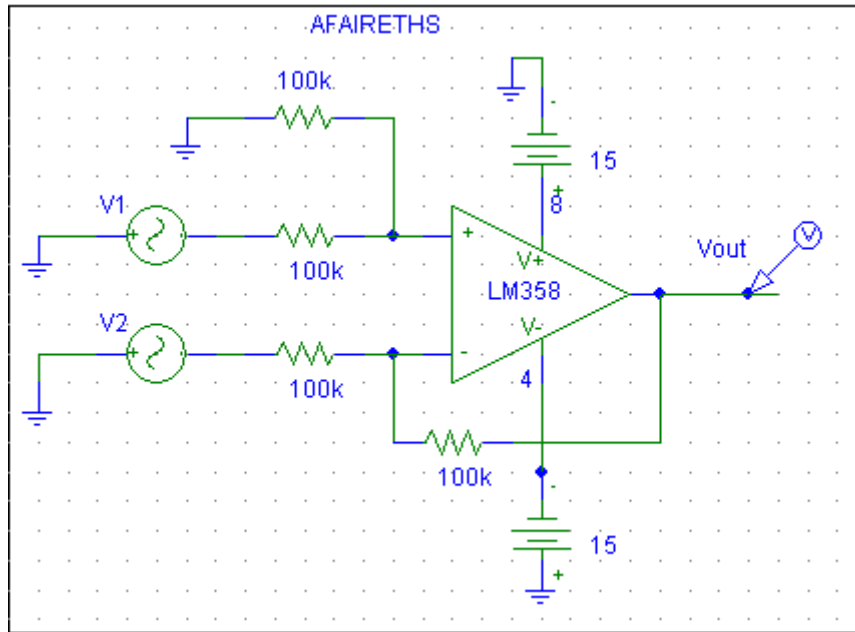 AFAIRETHS
100k
-
15
+
8
V1
+
100k
+
V+
LM358
V-
-
Vout
V
V2
+
100k
4
100k
-
15
+